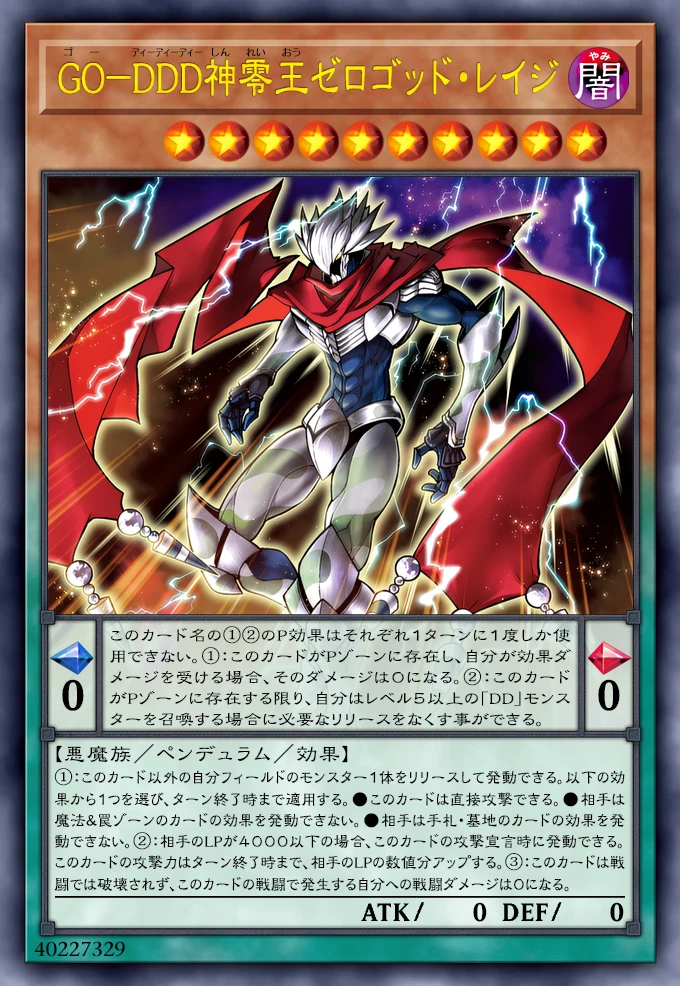 ゴー ディーディーディー しん れい おう
GO－DDD神零王ゼロゴッド・レイジ
やみ
闇
このカード名の①②のP効果はそれぞれ１ターンに１度しか使
用できない。①：このカードがPゾーンに存在し、自分が効果ダ
メージを受ける場合、そのダメージは０になる。②：このカード
がPゾーンに存在する限り、自分はレベル５以上の「DD」モンス
ターを召喚する場合に必要なリリースをなくす事ができる。
0
0
【悪魔族／ペンデュラム／効果】
①：このカード以外の自分フィールドのモンスター１体をリリースして発動できる。以下の効
果から１つを選び、ターン終了時まで適用する。●このカードは直接攻撃できる。●相手は
魔法&罠ゾーンのカードの効果を発動できない。●相手は手札・墓地のカードの効果を発
動できない。②：相手のLPが４０００以下の場合、このカードの攻撃宣言時に発動できる。
このカードの攻撃力はターン終了時まで、相手のLPの数値分アップする。③：このカードは戦
闘では破壊されず、このカードの戦闘で発生する自分への戦闘ダメージは０になる。
ATK/ 0 DEF/ 0
40227329